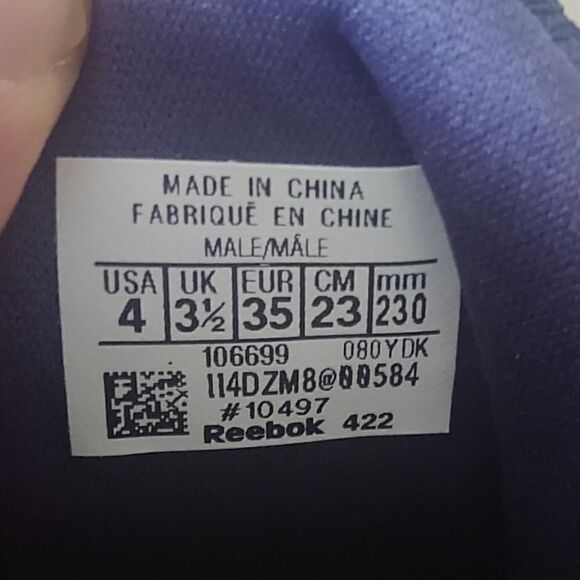 MADE IN CHINA
FABRIQUÉ EN CHINE
MALE/MÂLE
USA UK EUR CM mm
4 3½ 35 23 230
106699 080YDK
114DZM8@00584
#10497
Reebok 422